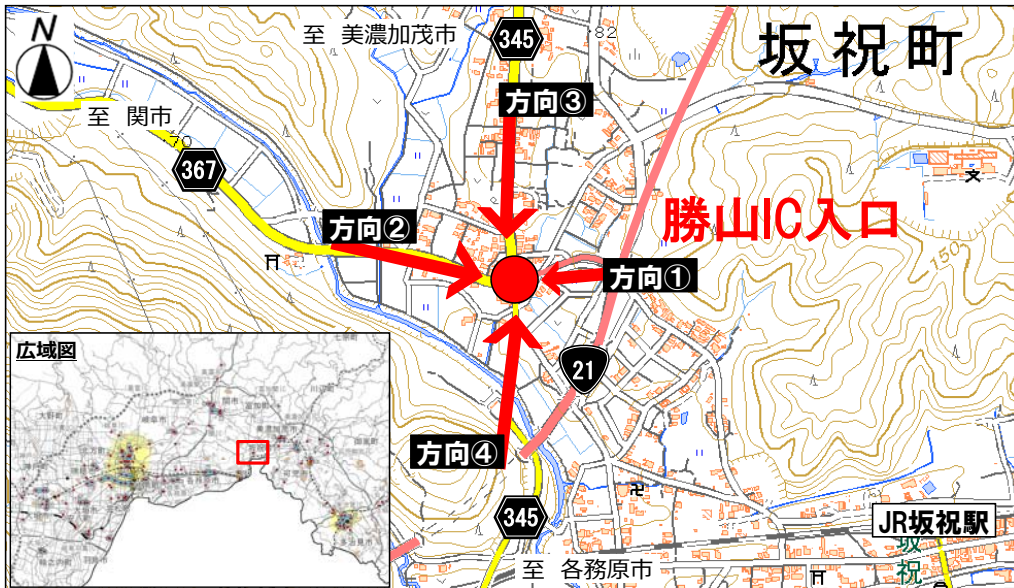 N
至 美濃加茂市
345
82
坂祝町
方向③
至 関市
70
367
文
勝山IC入口
方向②
方向①
150
広域図
21
方向④
345
JR坂祝駅
坂
祝
至 各務原市